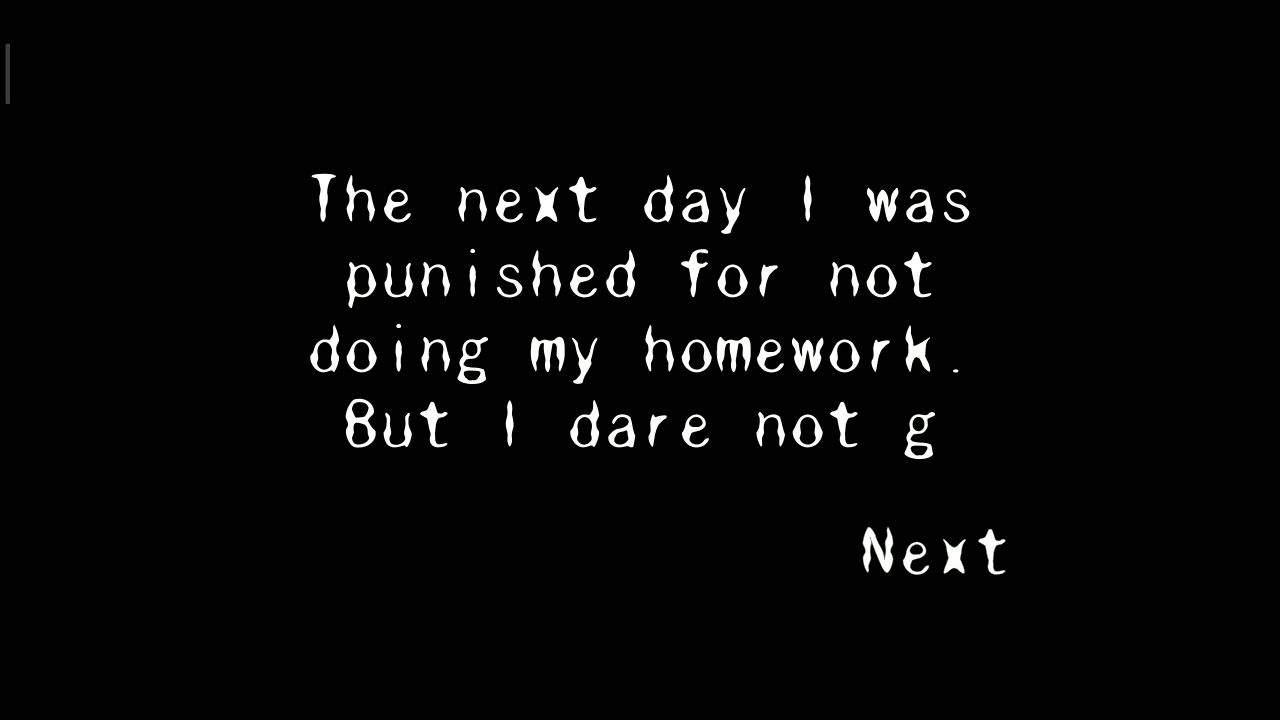 The next day I was
punished for not
doing my homework.
But I dare not g
Next